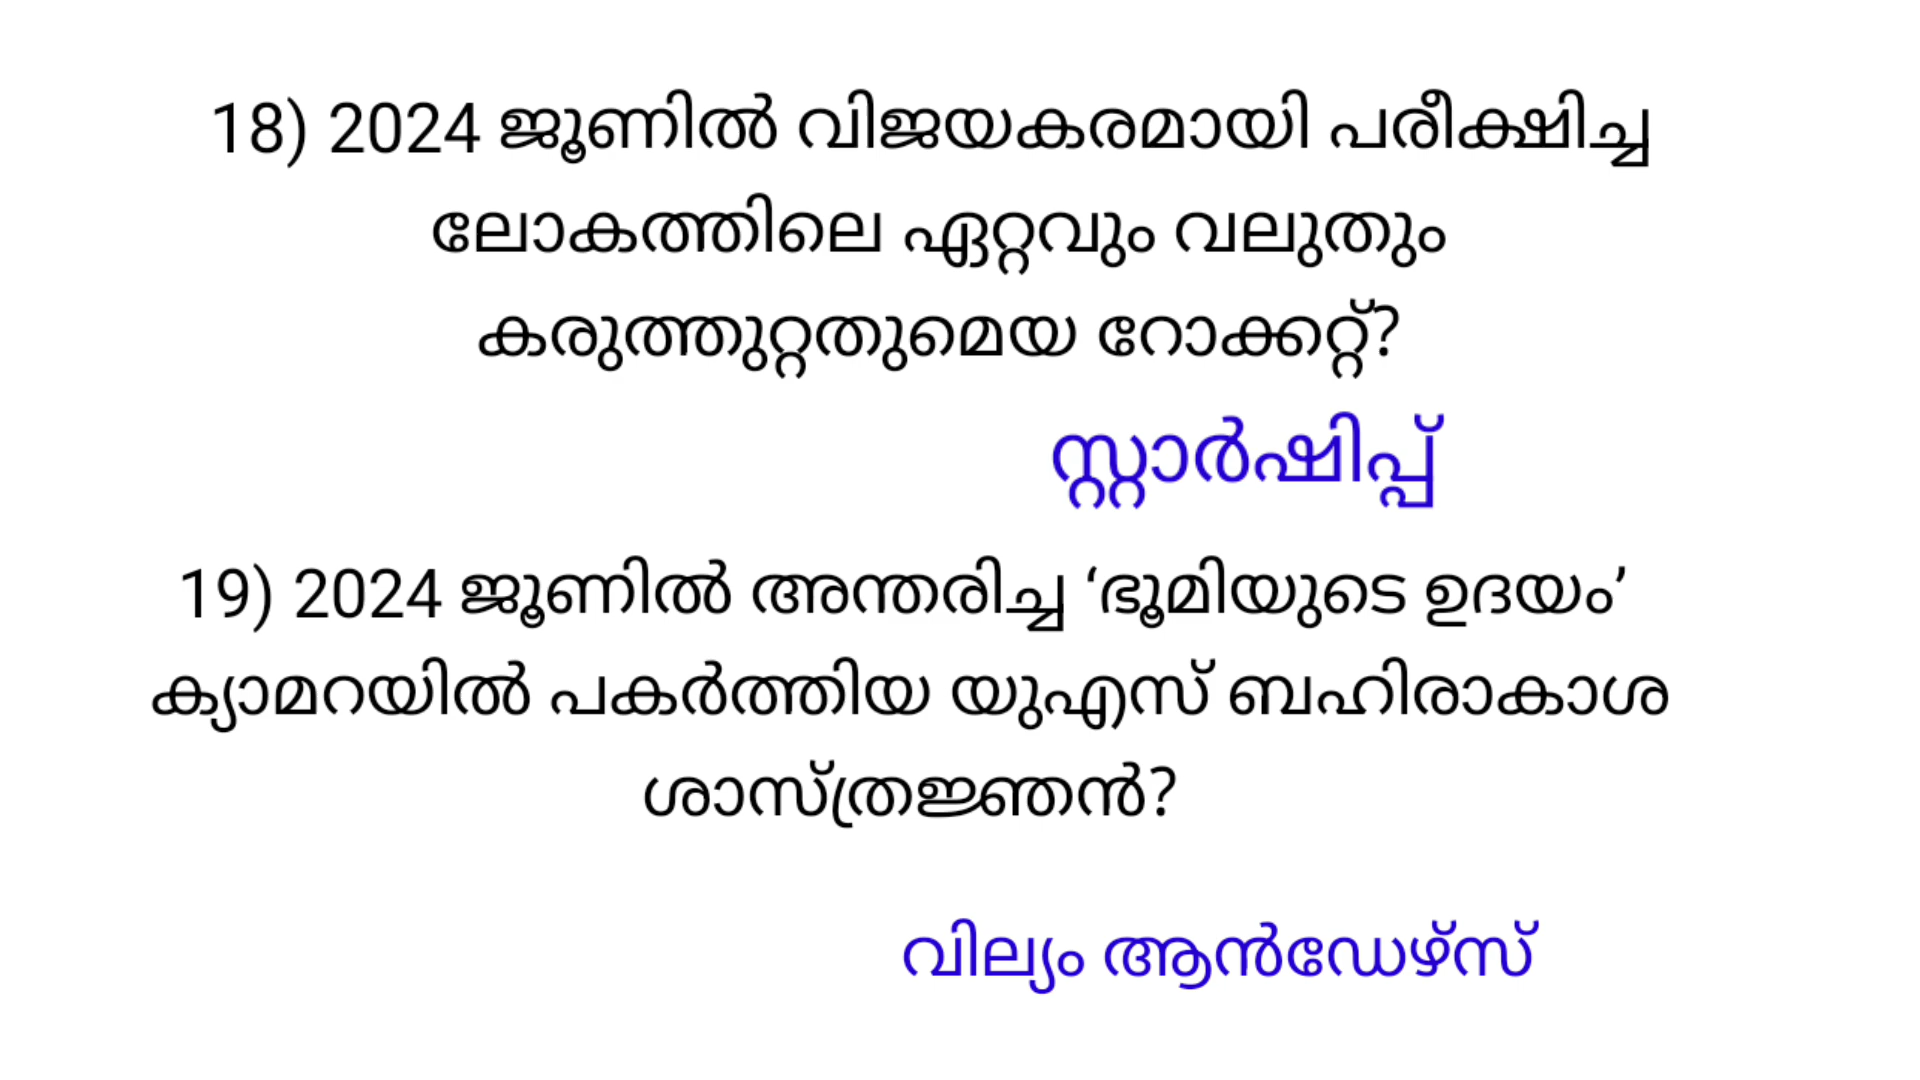 18) 2024 ജൂണിൽ വിജയകരമായി പരീക്ഷിച്ച
ലോകത്തിലെ ഏറ്റവും വലുതും
കരുത്തുറ്റതുമെയ റോക്കറ്റ്?
സ്റ്റാർഷിപ്പ്
19) 2024 ജൂണിൽ അന്തരിച്ച ‘ഭൂമിയുടെ ഉദയം’
ക്യാമറയിൽ പകർത്തിയ യുഎസ് ബഹിരാകാശ
ശാസ്ത്രജ്ഞൻ?
വില്യം ആൻഡേഴ്സ്